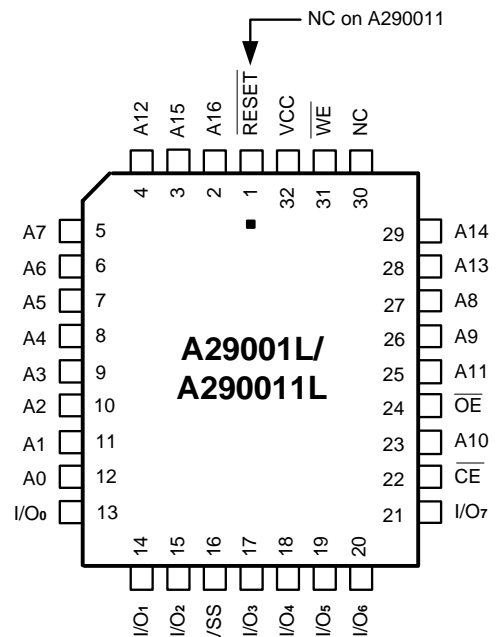 NC on A290011
A12
A15
A16
RESET
VCC
WE
NC
4
3
2
1
32
31
30
A7 5
A6 6
A5 7
A4 8
A3 9
A2 10
A1 11
A0 12
I/O0 13
29 A14
28 A13
27 A8
26 A9
25 A11
24 OE
23 A10
22 CE
21 I/O7
A29001L/
A290011L
14
15
16
17
18
19
20
I/O1
I/O2
/SS
I/O3
I/O4
I/O5
I/O6